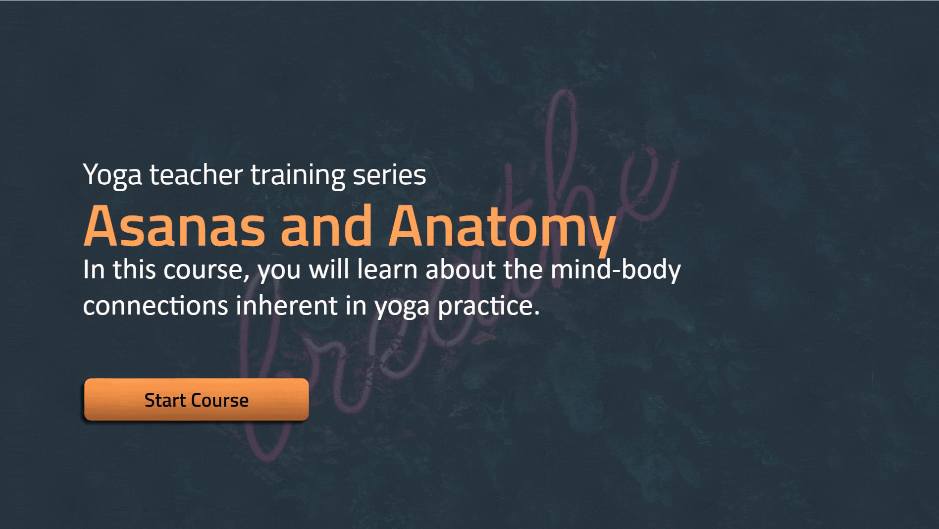 Yoga teacher training series
Asanas and Anatomy
In this course, you will learn about the mind-body
connections inherent in yoga practice.
Start Course
breathe